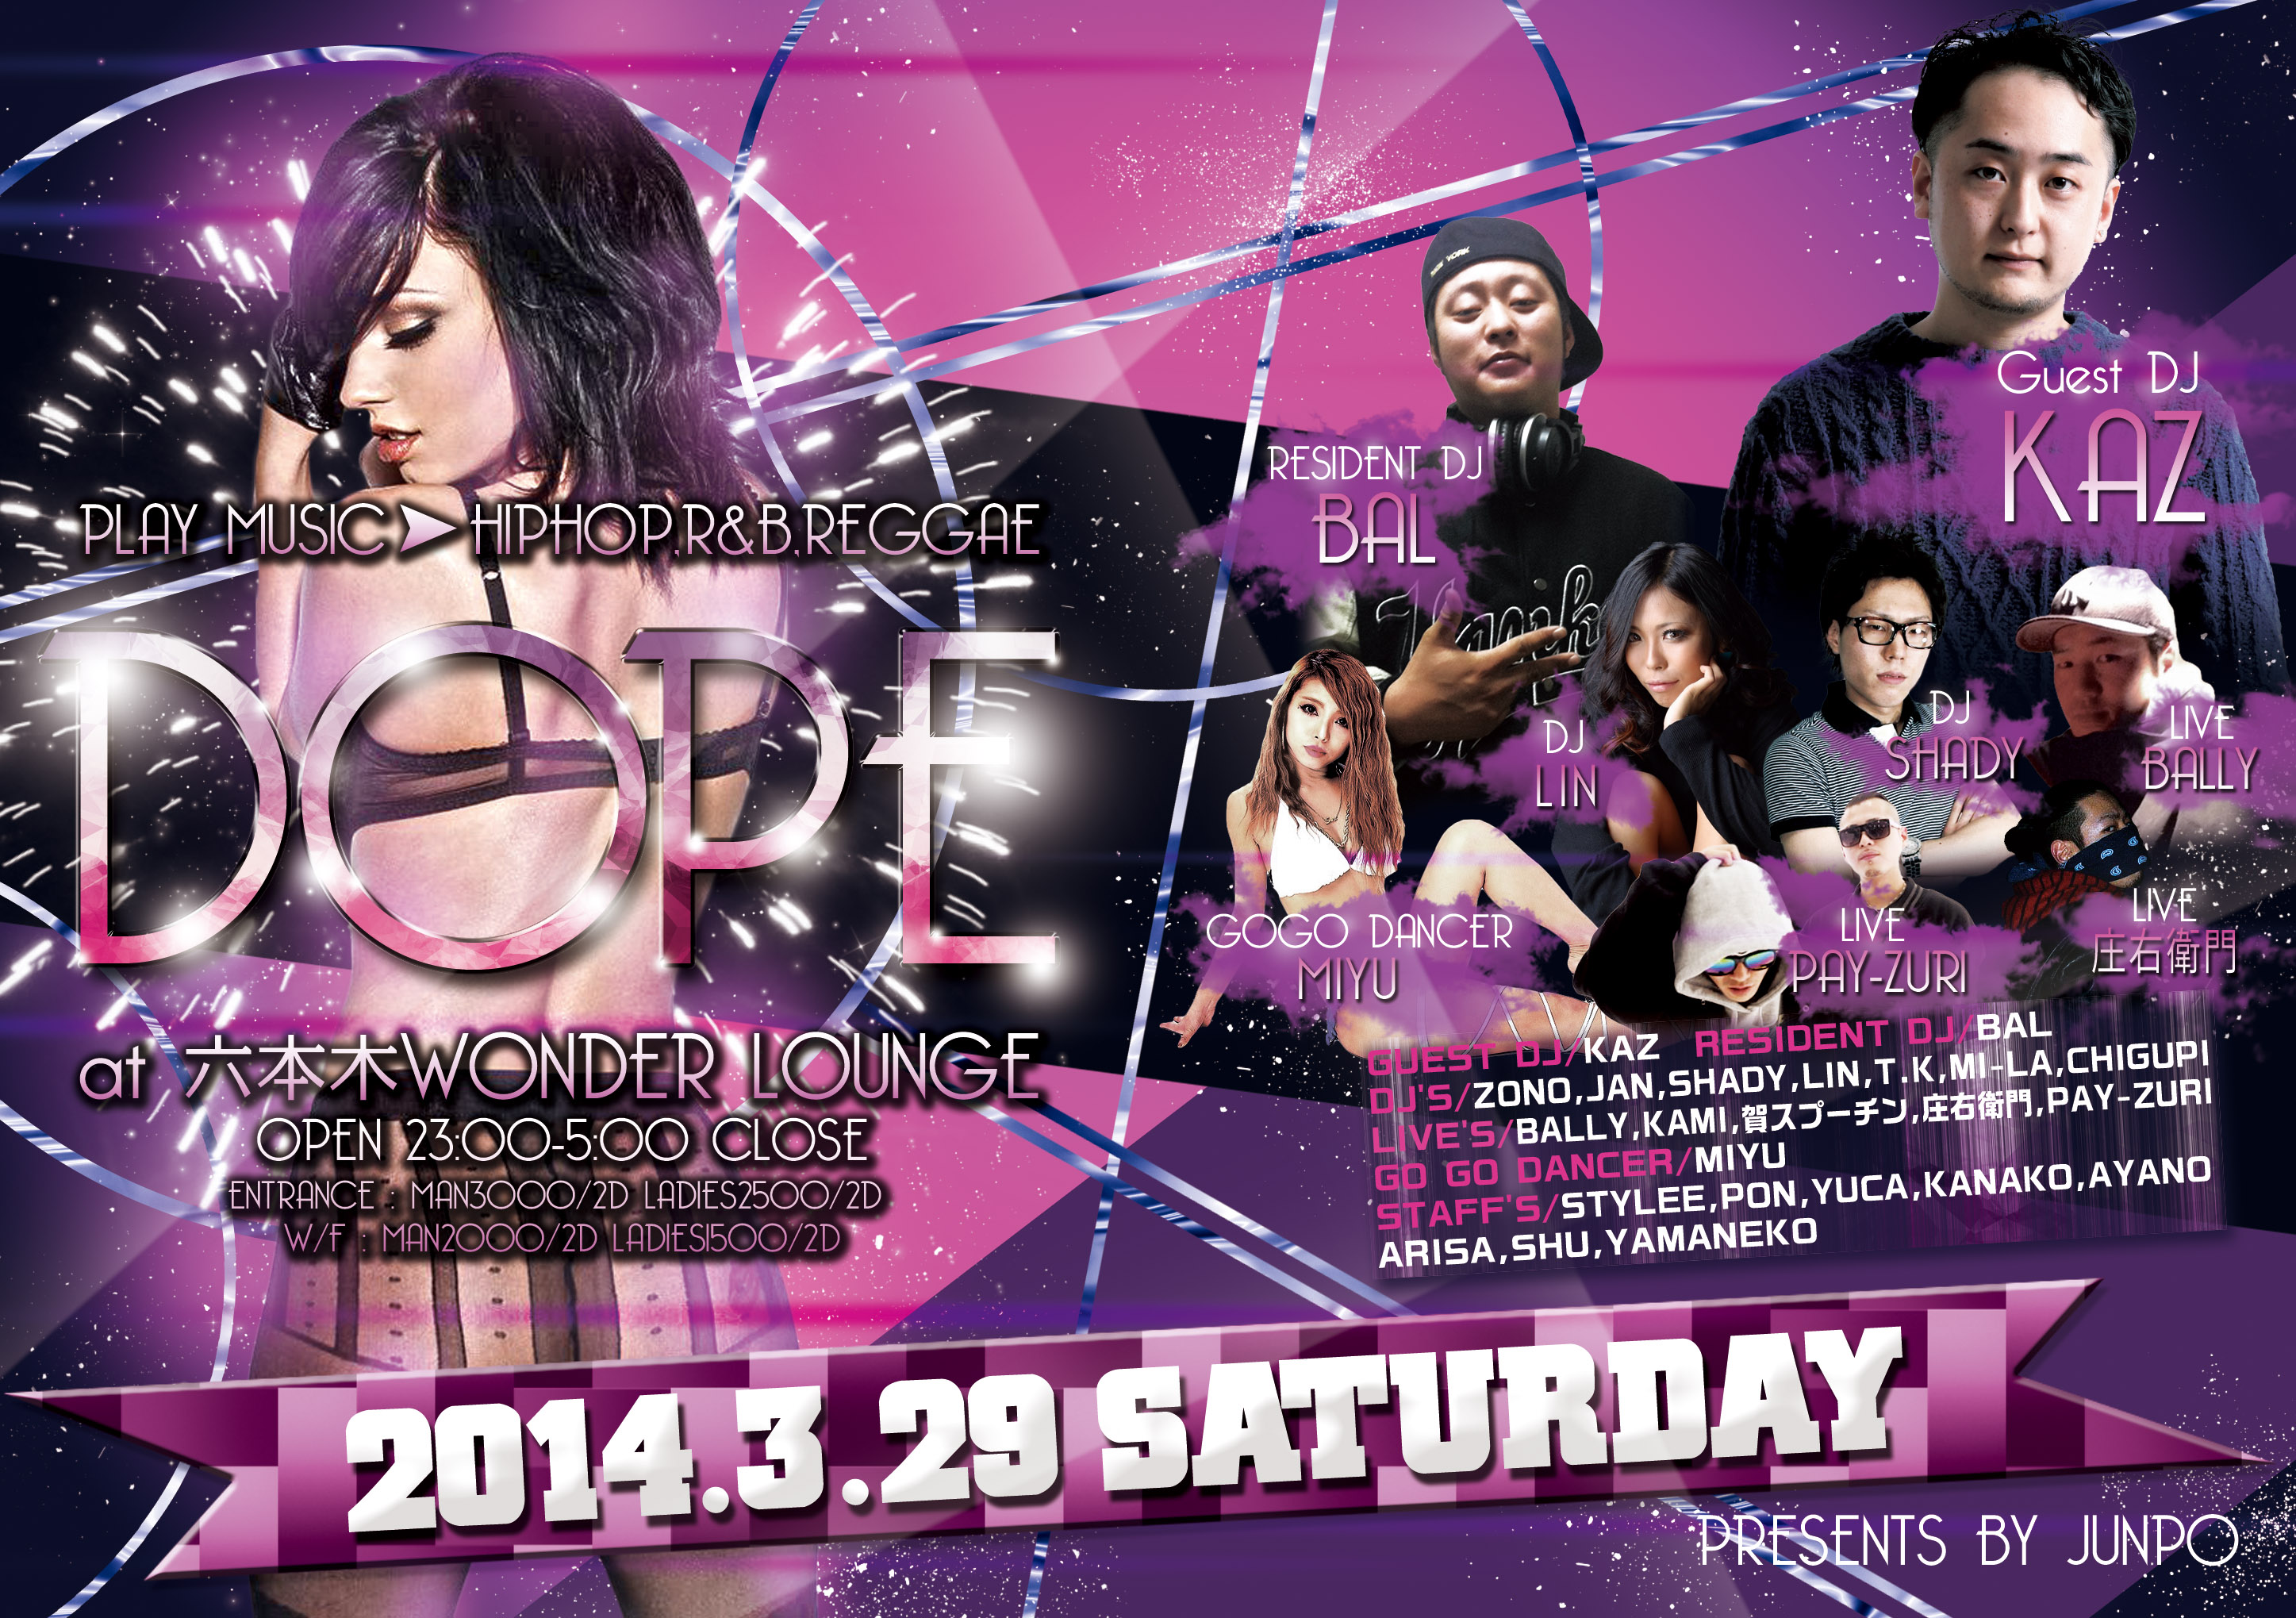 PLAY MUSIC➤HIPHOP,R&B,REGGAE
DOPE
at 六本木WONDER LOUNGE
OPEN 23:00-5:00 CLOSE
ENTRANCE : MAN3000/2D LADIES2500/2D
W/F : MAN2000/2D LADIES1500/2D
NEW YORK
Guest DJ
KAZ
RESIDENT DJ
BAL
DJ
LIN
DJ
SHADY
LIVE
BALLY
GOGO DANCER
MIYU
LIVE
PAY-ZURI
LIVE
庄右衛門
GUEST DJ/KAZ RESIDENT DJ/BAL
DJ'S/ZONO,JAN,SHADY,LIN,T.K,MI-LA,CHIGUPI
LIVE'S/BALLY,KAMI,賀スプーチン,庄右衛門,PAY-ZURI
GO GO DANCER/MIYU
STAFF'S/STYLEE,PON,YUCA,KANAKO,AYANO
ARISA,SHU,YAMANEKO
2014.3.29 SATURDAY
PRESENTS BY JUNPO